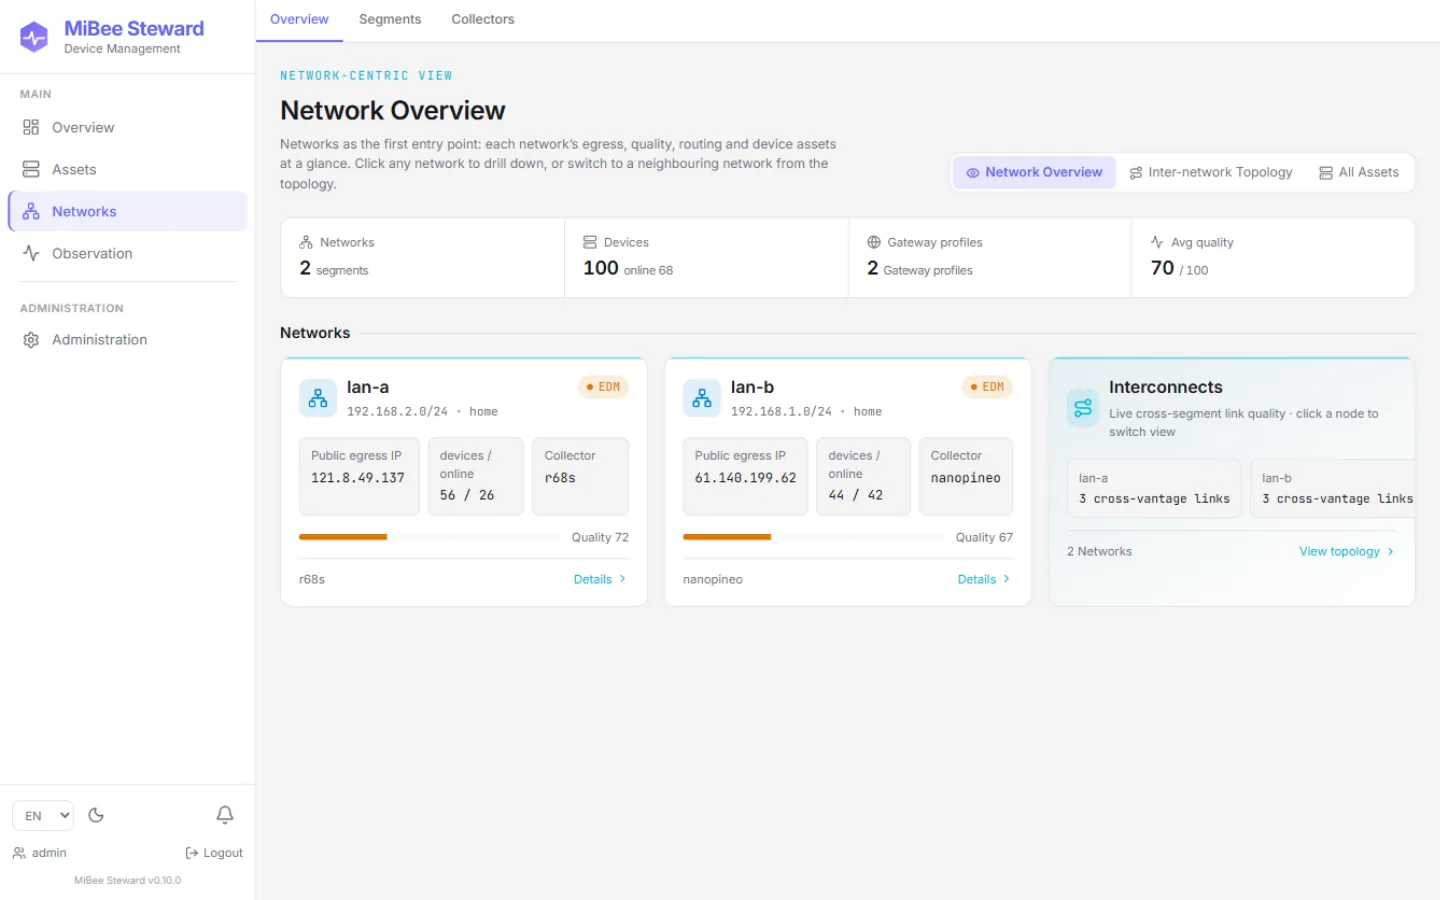 MiBee Steward
Device Management
MAIN
Overview
Assets
Networks
Observation
ADMINISTRATION
Administration
EN
admin
Logout
MiBee Steward v0.10.0
Overview
Segments
Collectors
NETWORK-CENTRIC VIEW
Network Overview
Networks as the first entry point: each network’s egress, quality, routing and device assets
at a glance. Click any network to drill down, or switch to a neighbouring network from the
topology.
Network Overview
Inter-network Topology
All Assets
Networks
2 segments
Devices
100 online 68
Gateway profiles
2 Gateway profiles
Avg quality
70 / 100
Networks
lan-a
EDM
192.168.2.0/24 · home
Public egress IP
121.8.49.137
devices /
online
56 / 26
Collector
r68s
Quality 72
r68s
Details
lan-b
EDM
192.168.1.0/24 · home
Public egress IP
61.140.199.62
devices /
online
44 / 42
Collector
nanopineo
Quality 67
nanopineo
Details
Interconnects
Live cross-segment link quality · click a node to
switch view
lan-a
3 cross-vantage links
lan-b
3 cross-vantage links
2 Networks
View topology